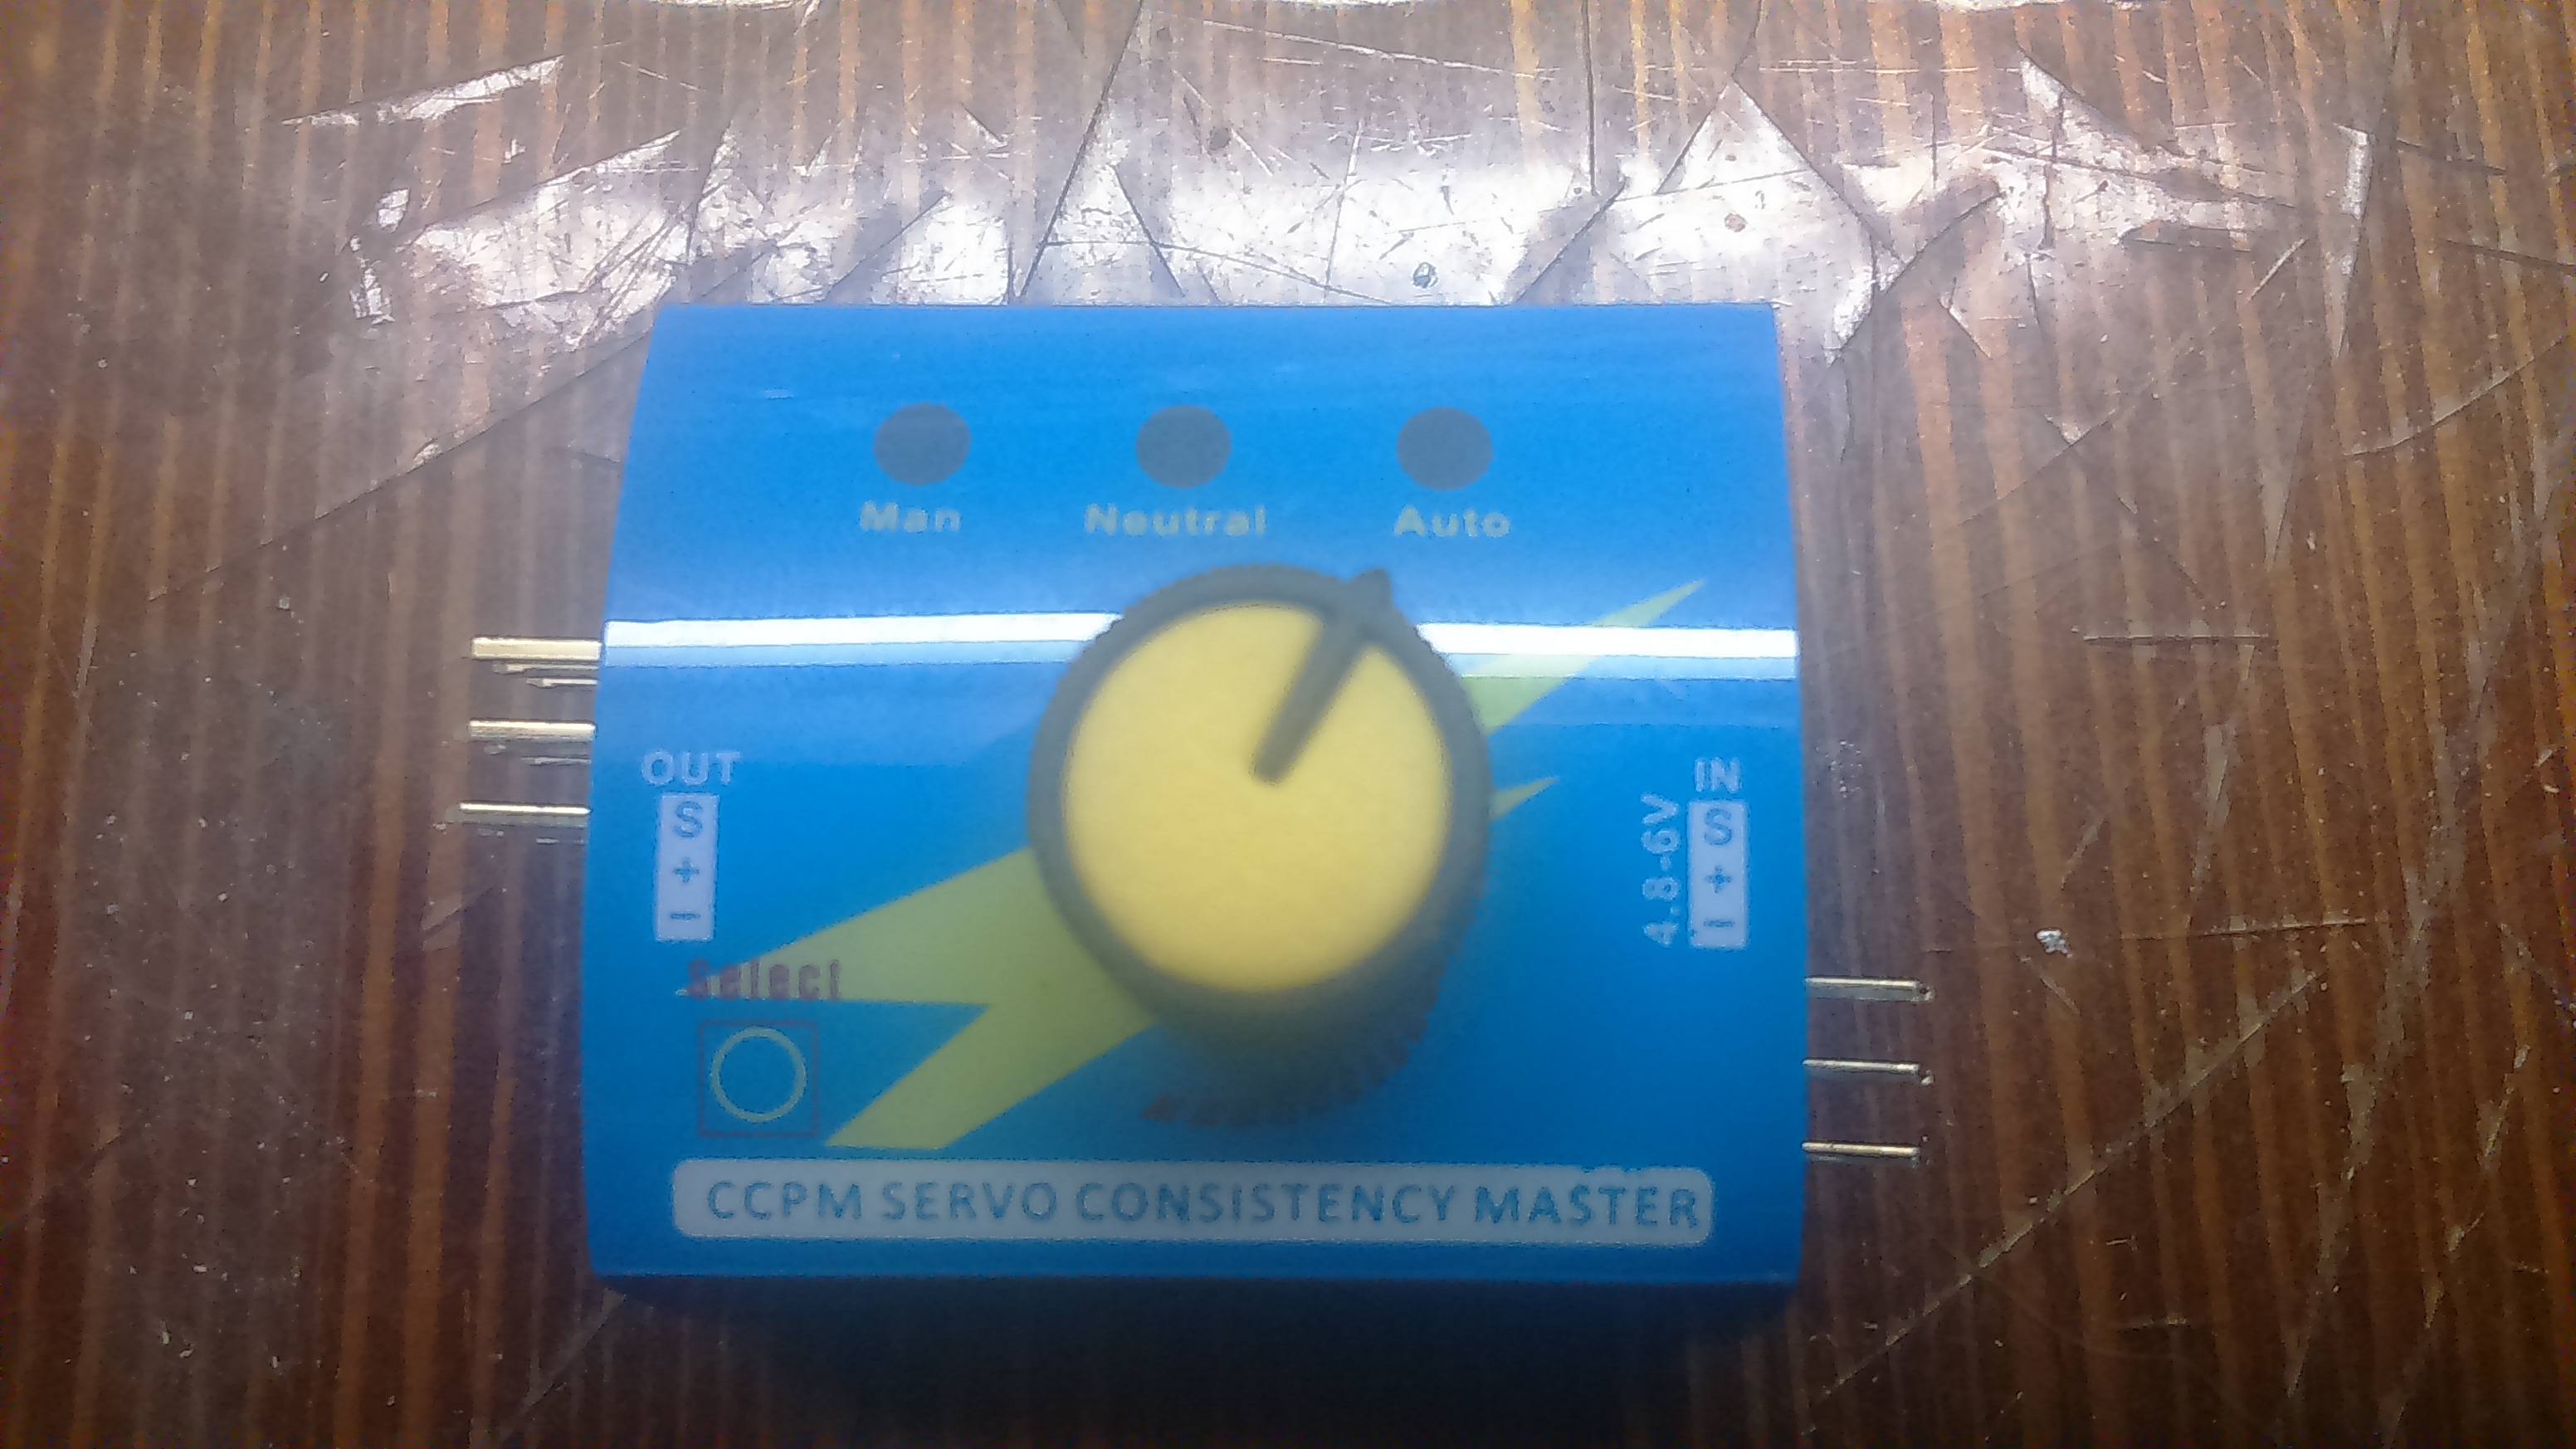 Man Neutral Auto
OUT
S
+
-
IN
S
+
-
4.8-6V
Select
CCPM SERVO CONSISTENCY MASTER